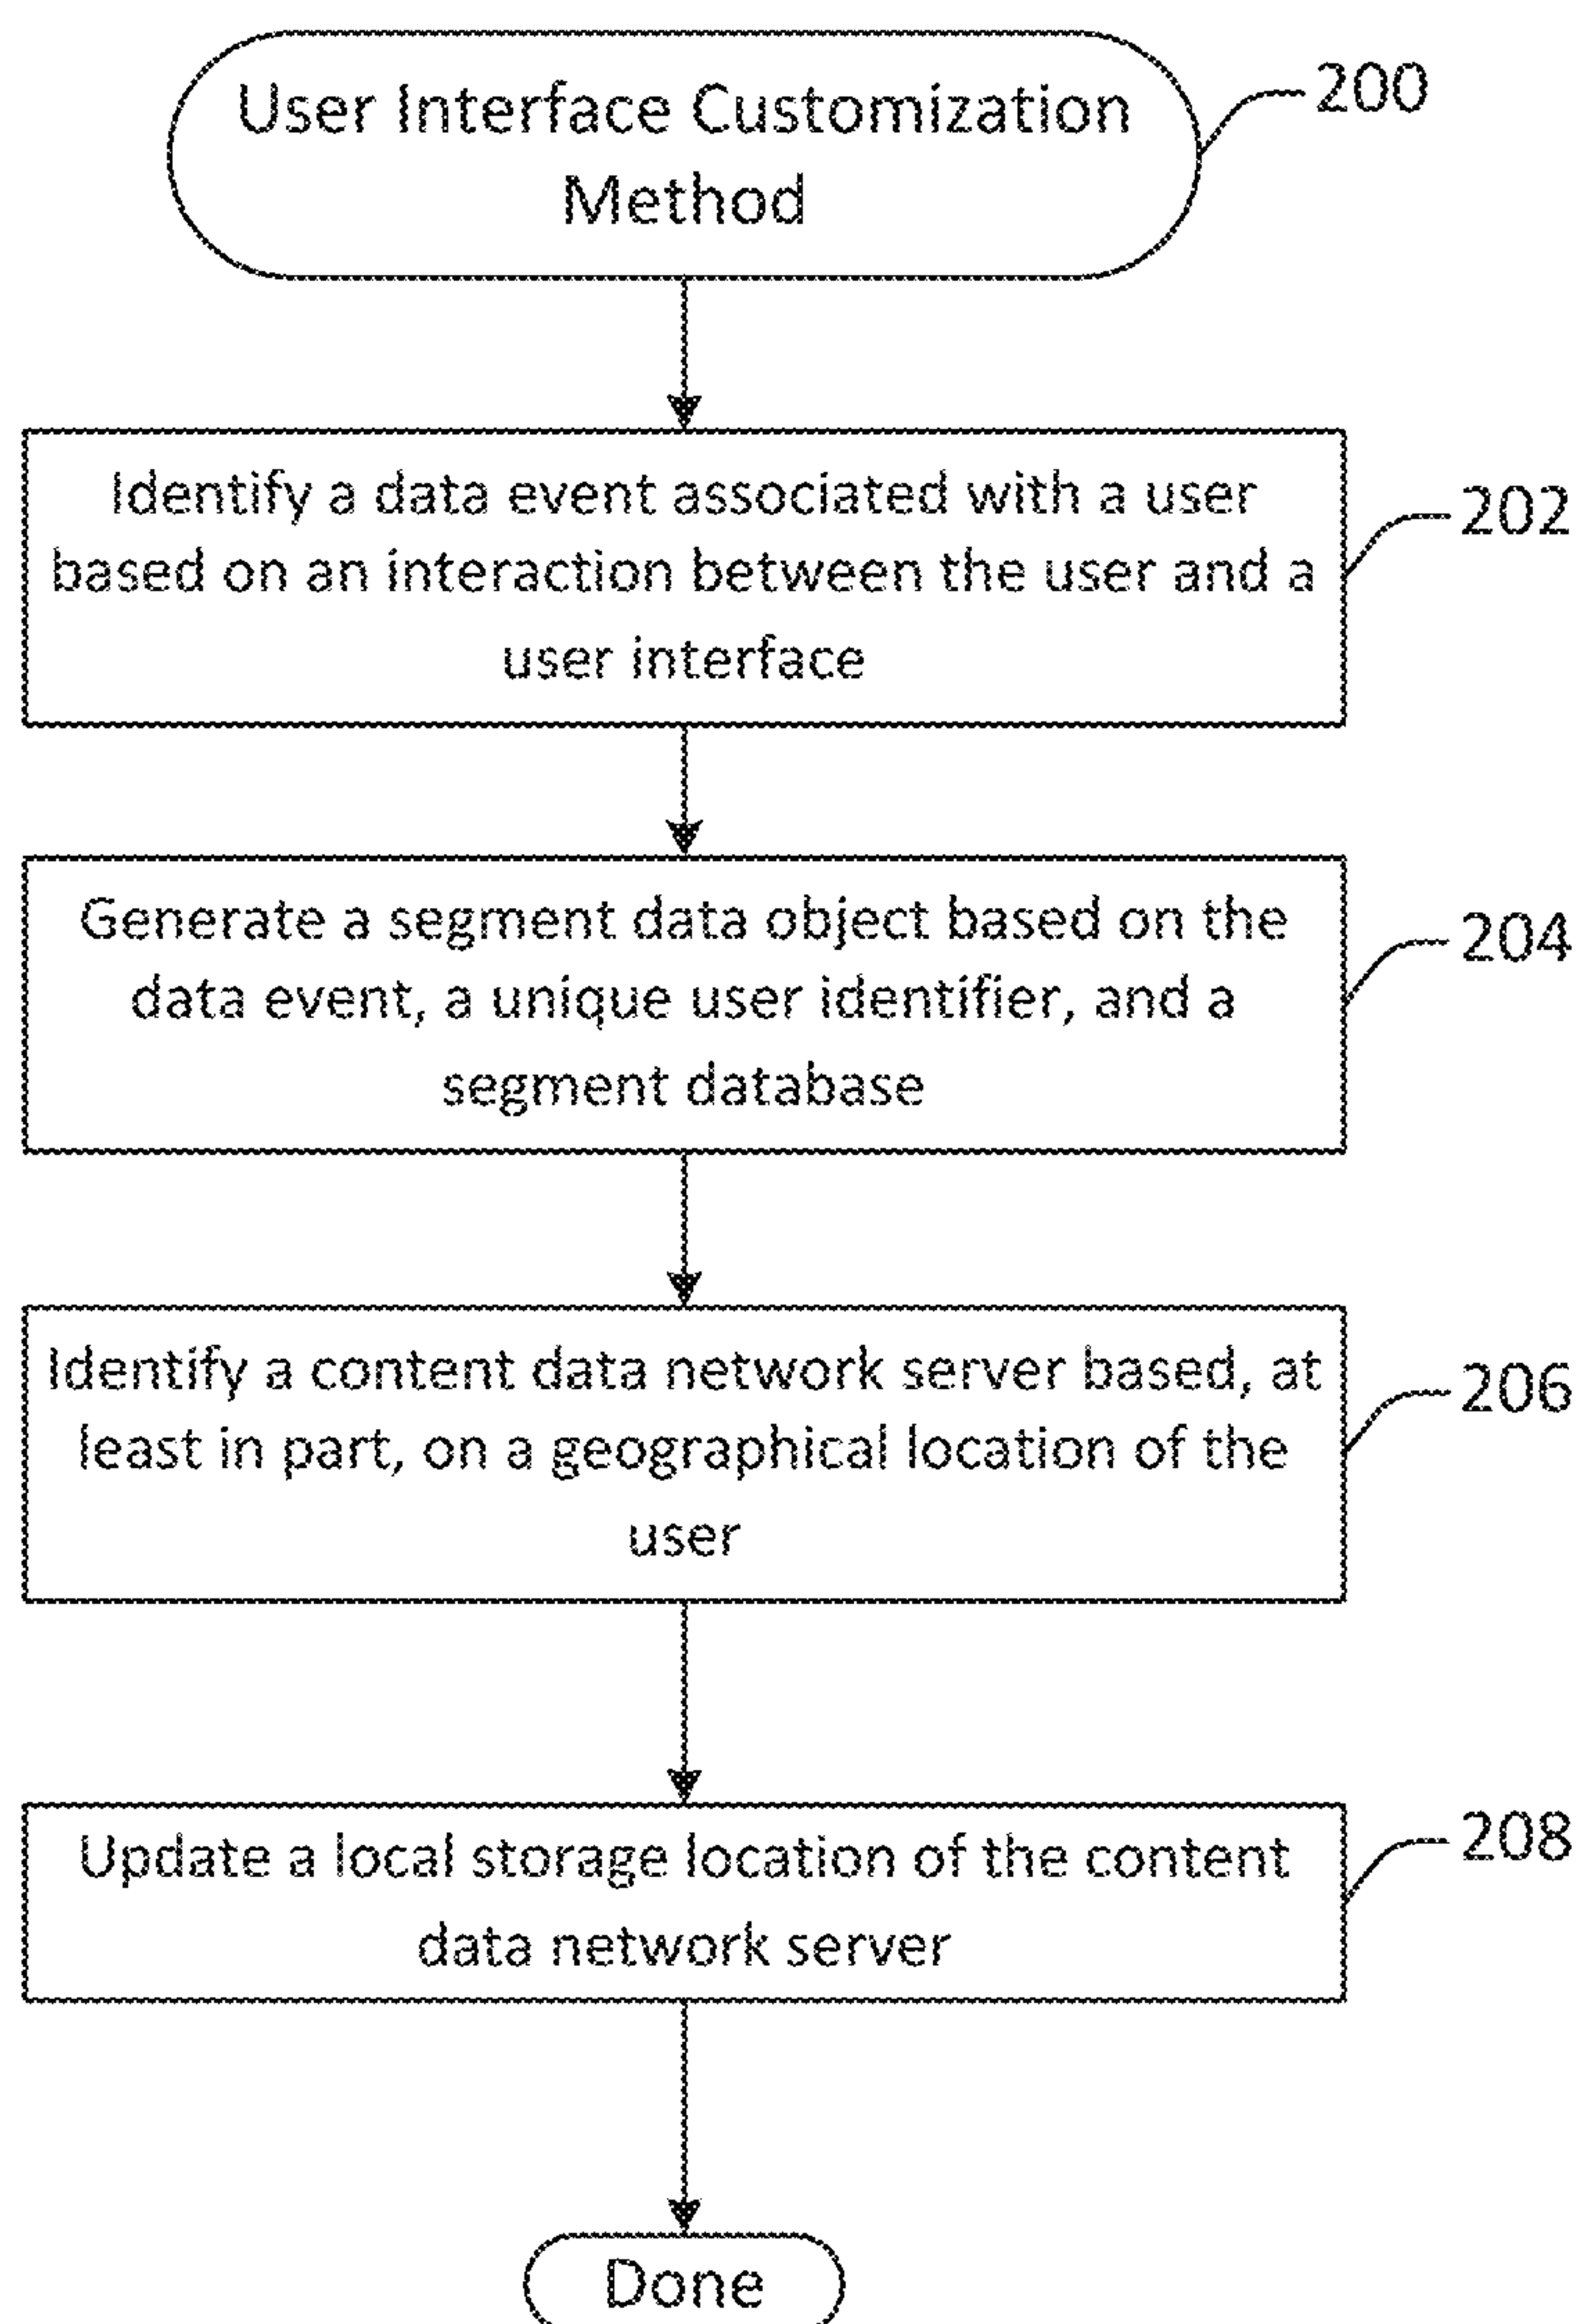 User Interface Customization
Method
200
Identify a data event associated with a user
based on an interaction between the user and a
user interface
202
Generate a segment data object based on the
data event, a unique user identifier, and a
segment database
204
Identify a content data network server based, at
least in part, on a geographical location of the
user
206
Update a local storage location of the content
data network server
208
Done